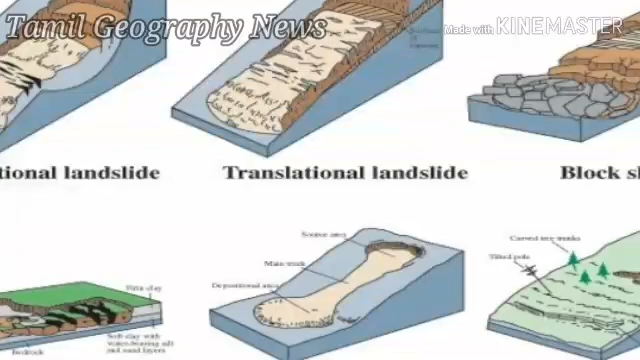 Tamil Geography News
Made with KINEMASTER
tional landslide
Translational landslide
Block sl
Source area
Main track
Depositional area
Curved tree trunks
Tilted pole
Firm clay
Soft clay with
water-bearing silt
and sand layers
Bedrock